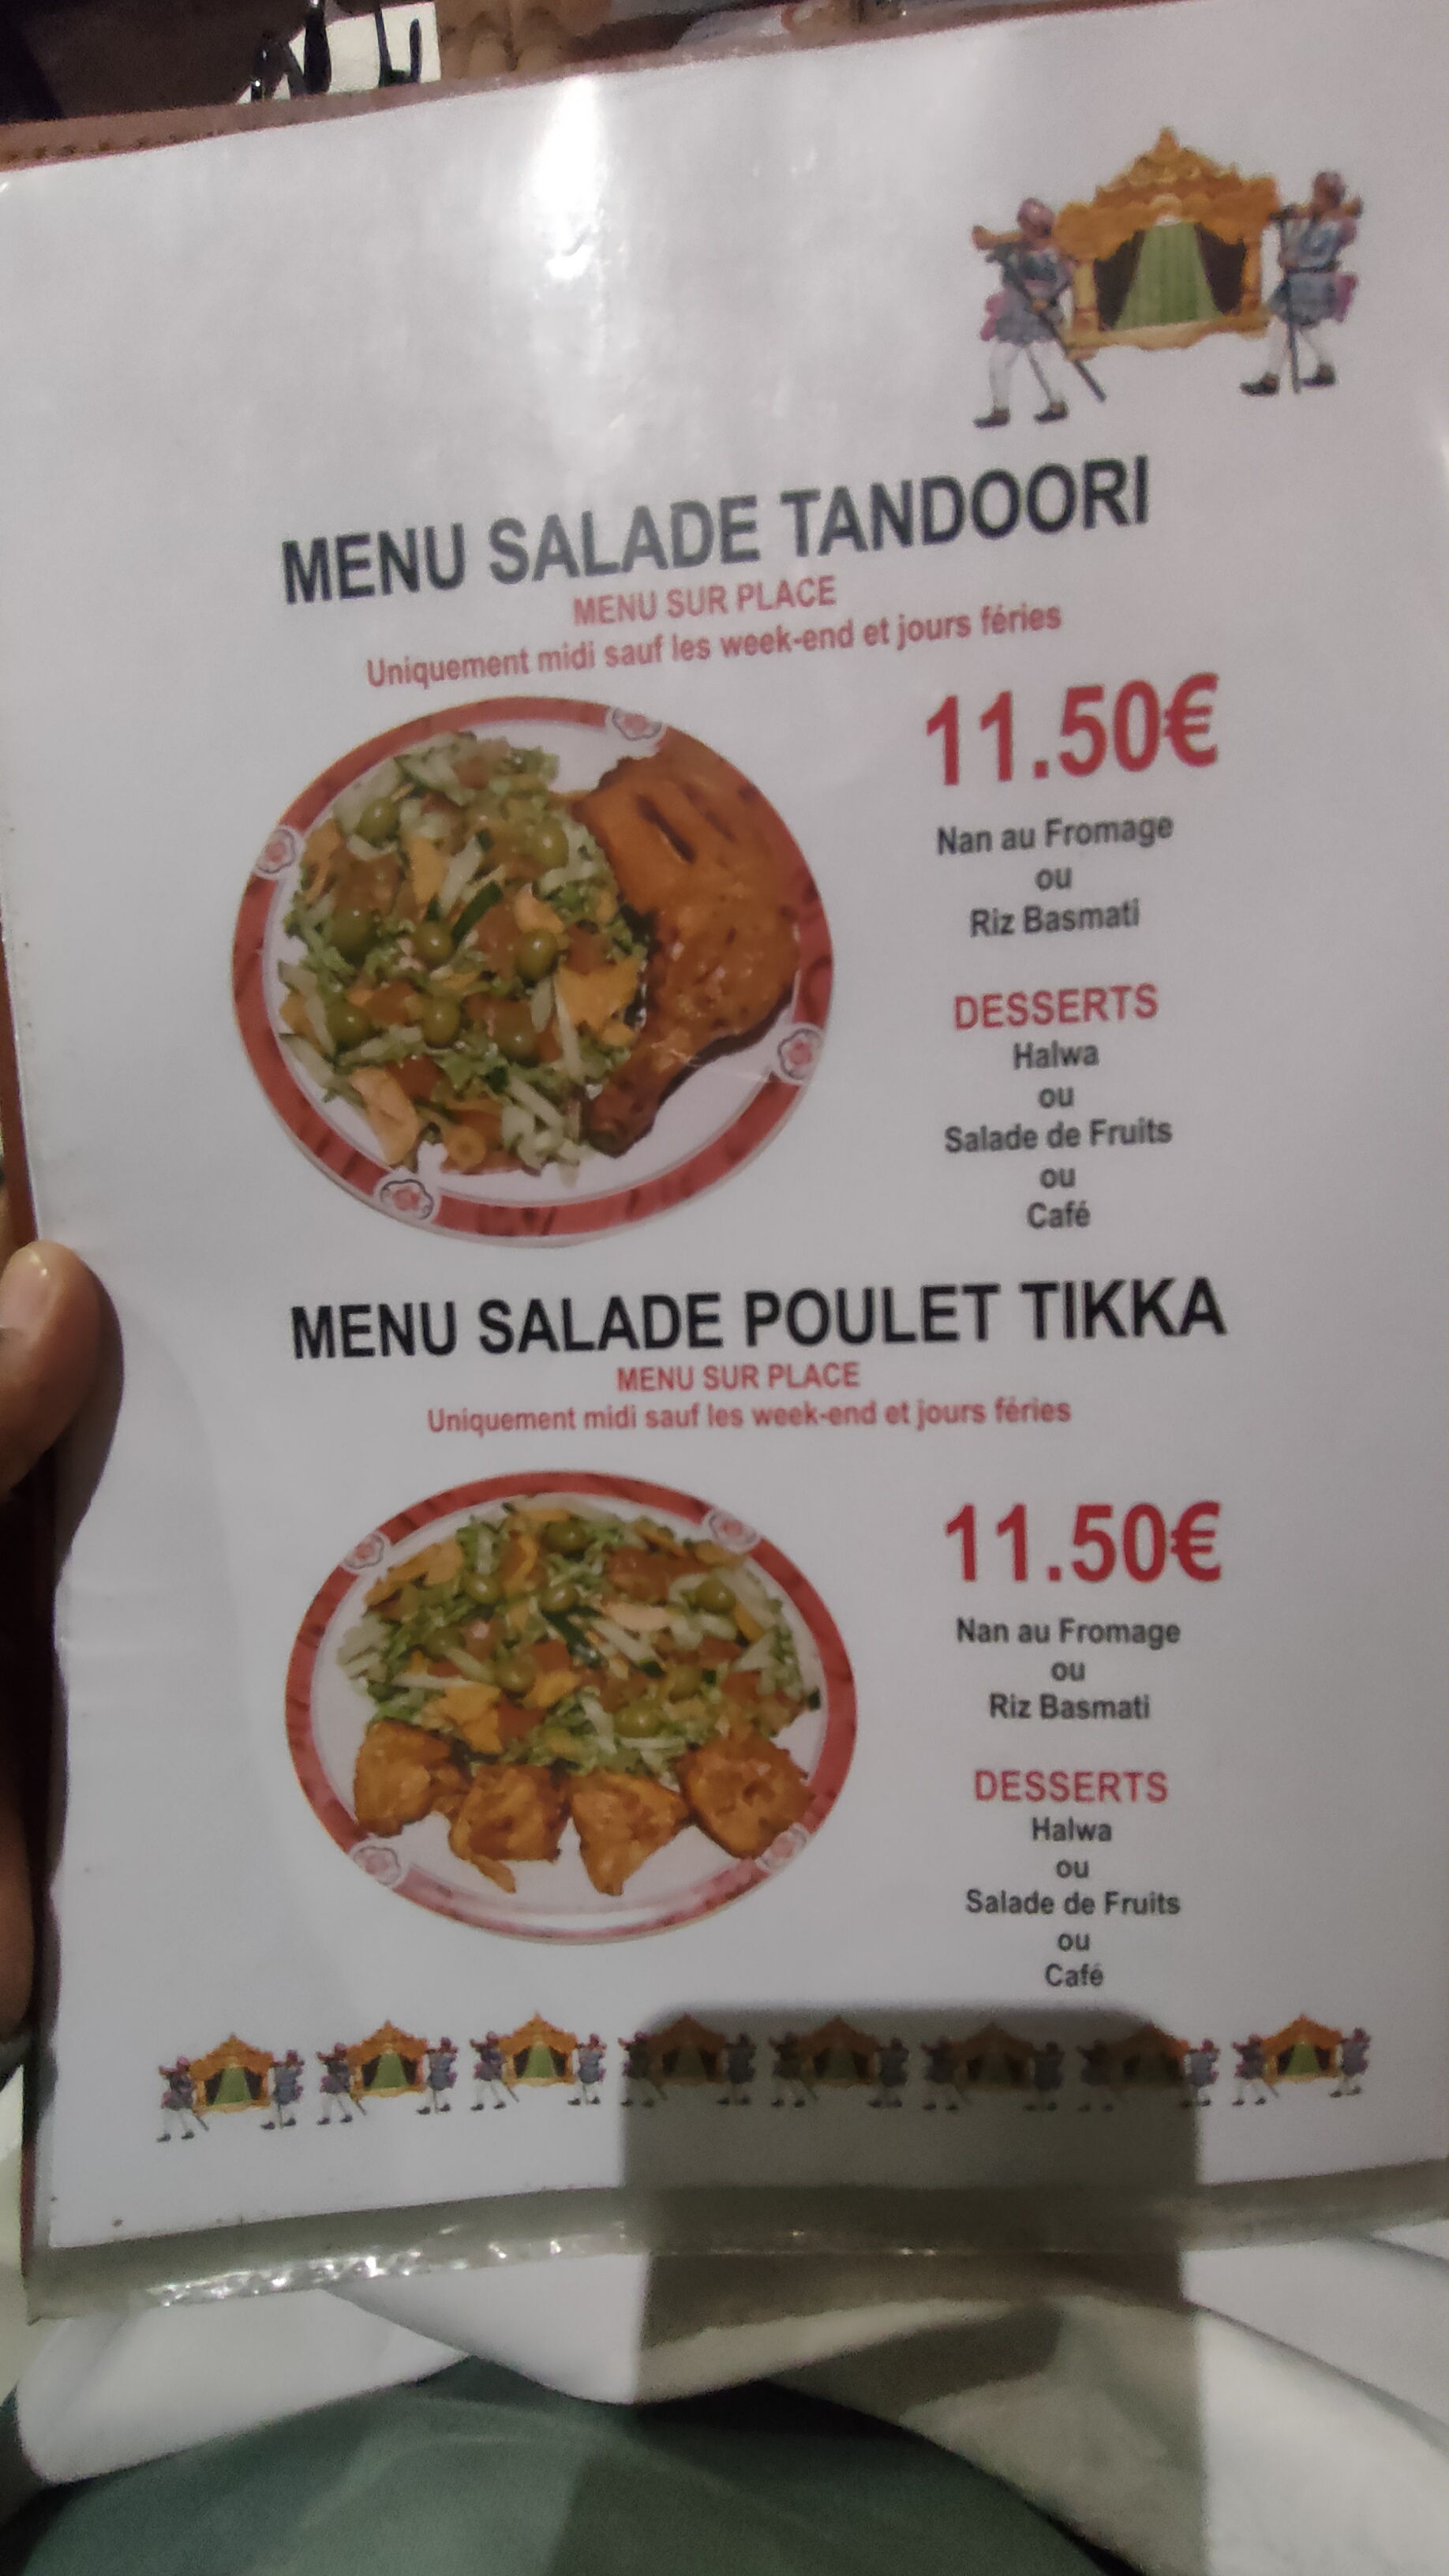 MENU SALADE TANDOORI
MENU SUR PLACE
Uniquement midi sauf les week-end et jours féries
11.50€
Nan au Fromage
ou
Riz Basmati
DESSERTS
Halwa
ou
Salade de Fruits
ou
Café
MENU SALADE POULET TIKKA
MENU SUR PLACE
Uniquement midi sauf les week-end et jours féries
11.50€
Nan au Fromage
ou
Riz Basmati
DESSERTS
Halwa
ou
Salade de Fruits
ou
Café